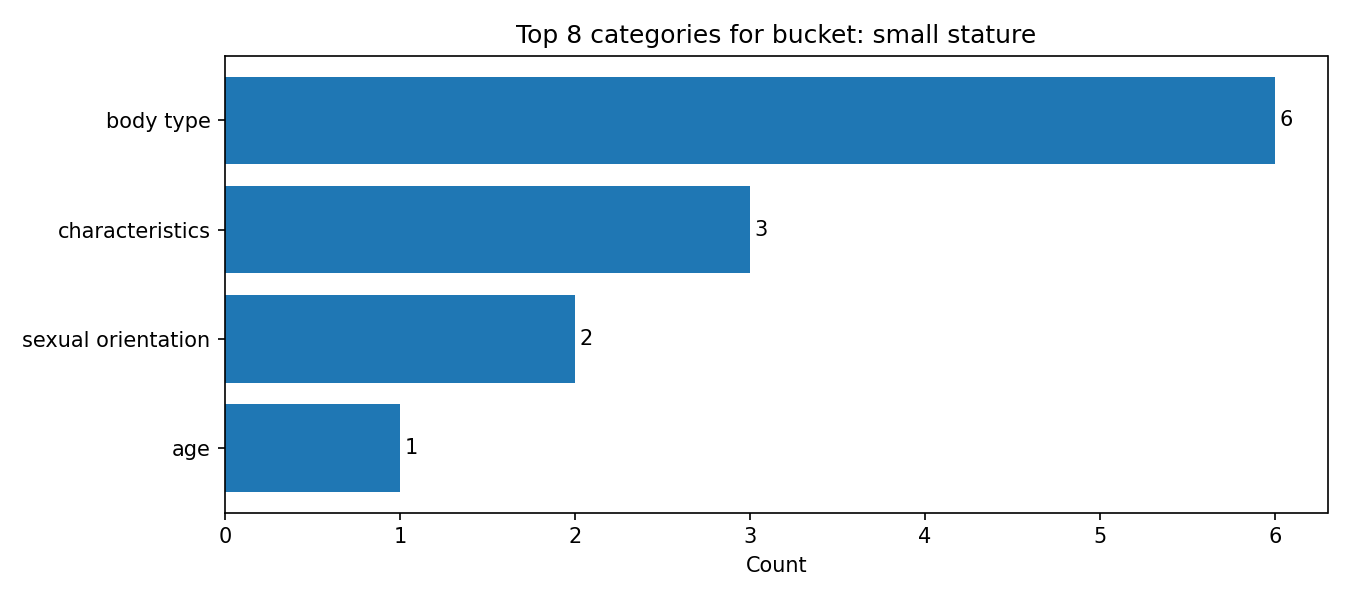 Top 8 categories for bucket: small stature
body type
6
characteristics
3
sexual orientation
2
age
1
0 1 2 3 4 5 6
Count